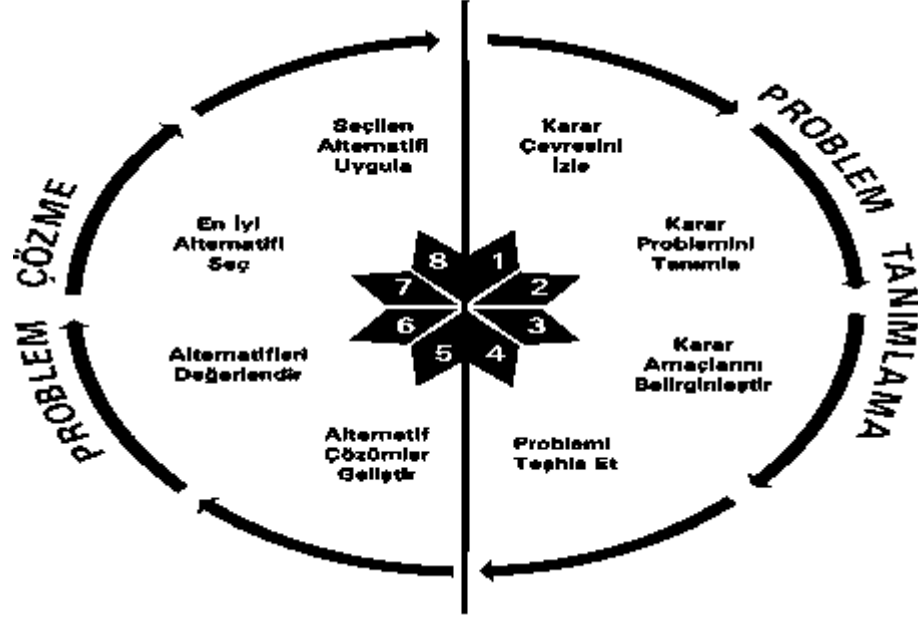 PROBLEM TANIMLAMA
PROBLEM ÇÖZME
Karar
Çevresini
İzle
Karar
Problemini
Tanımla
Karar
Amaçlarını
Belirginleştir
Problemi
Teşhis Et
Alternatif
Çözümler
Geliştir
Alternatifleri
Değerlendir
En İyi
Alternatifi
Seç
Seçilen
Alternatifi
Uygula
1
2
3
4
5
6
7
8